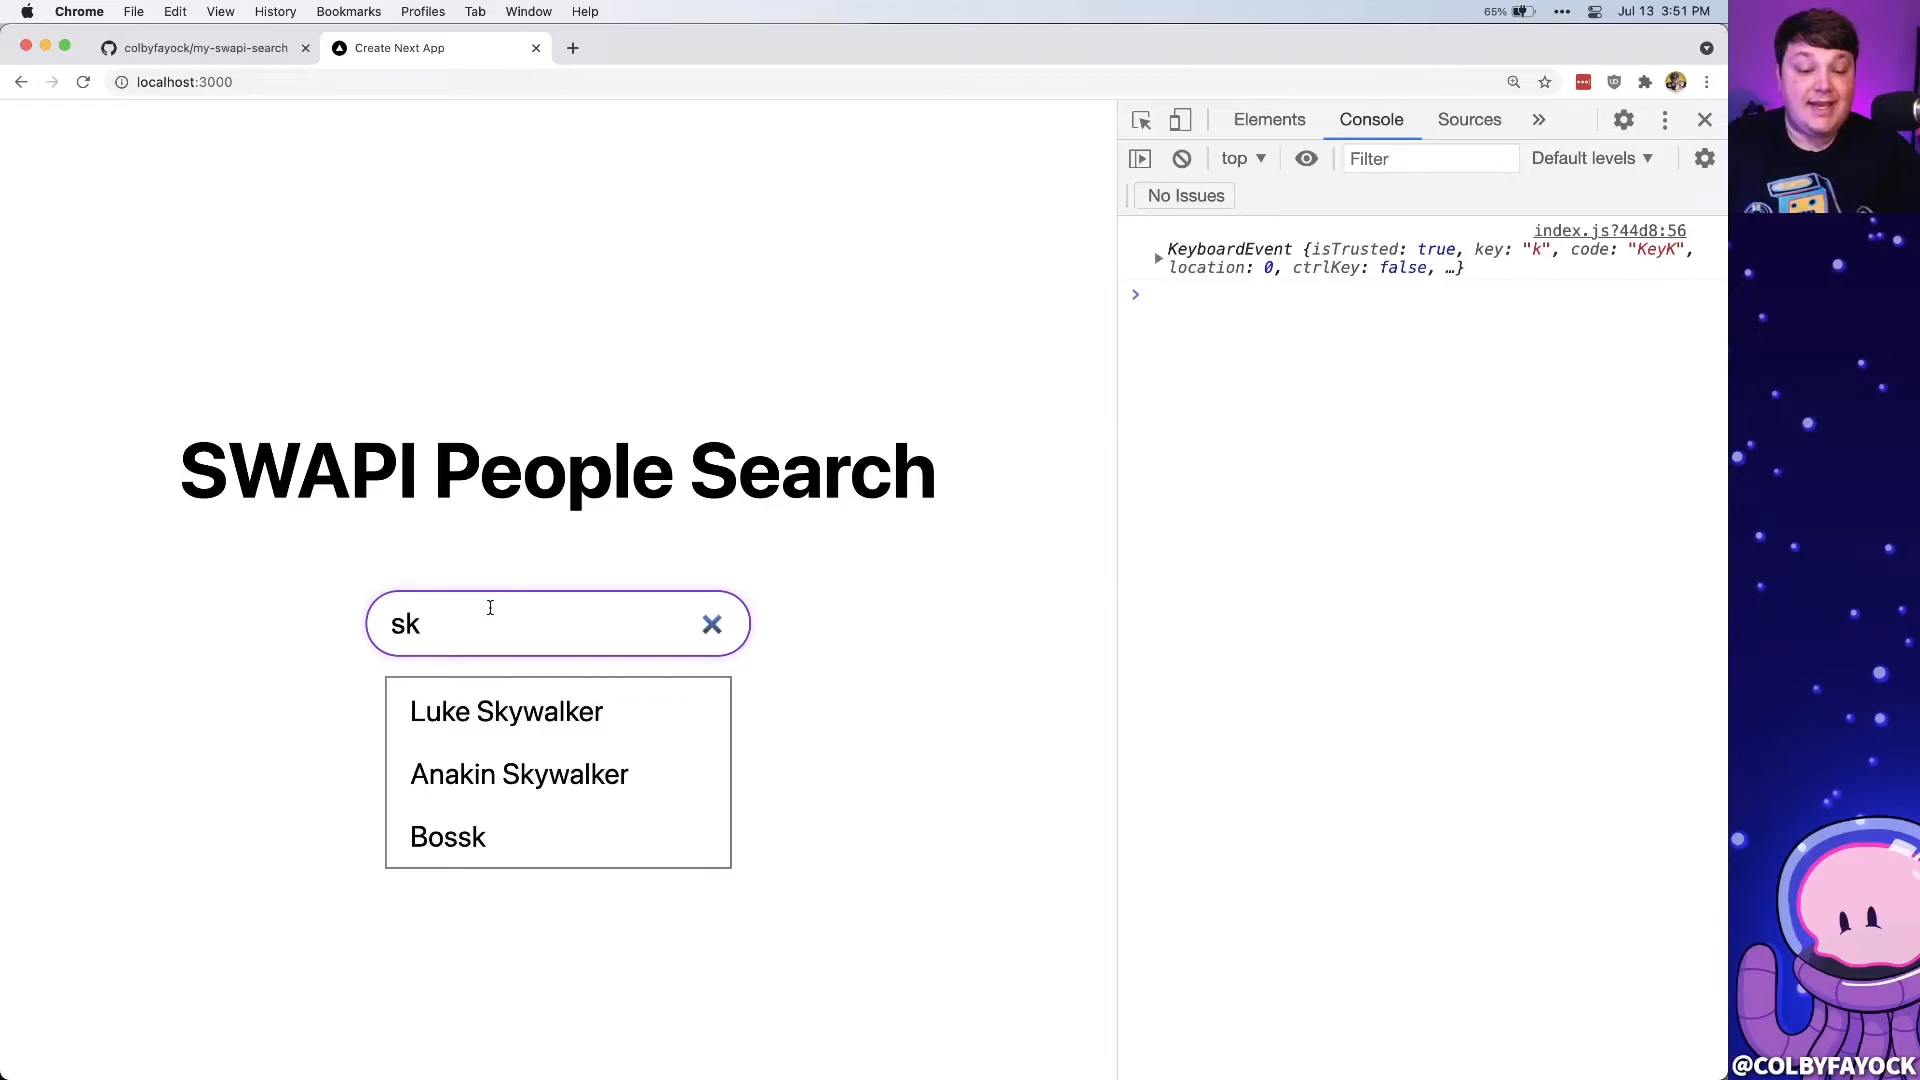 Chrome File Edit View History Bookmarks Profiles Tab Window Help 65% Jul 13 3:51 PM
colbyfayock/my-swapi-search Create Next App
localhost:3000
Elements Console Sources
top Filter Default levels
No Issues
index.js?44d8:56
KeyboardEvent {isTrusted: true, key: "k", code: "KeyK",
location: 0, ctrlKey: false, …}
SWAPI People Search
sk
Luke Skywalker
Anakin Skywalker
Bossk
@COLBYFAYOCK